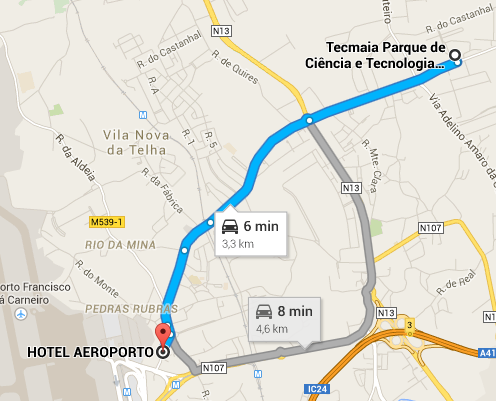 R. do Castanhal
N13
Tecmaia Parque de
Ciência e Tecnologia...
R. do Castanhal
R. de Quires
R. A
M
Via Adelino Amaro da
Vila Nova
da Telha
R. 5
R. 1
R. Mte. Clara
R. da Aldeia
R. da Fábrica
N13
M539-1
6 min
3,3 km
N107
RIO DA MINA
R. do Monte
R. de Real
orto Francisco
á Carneiro
PEDRAS RUBRAS
8 min
4,6 km
N13
3
HOTEL AEROPORTO
M
N107
A41
IC24